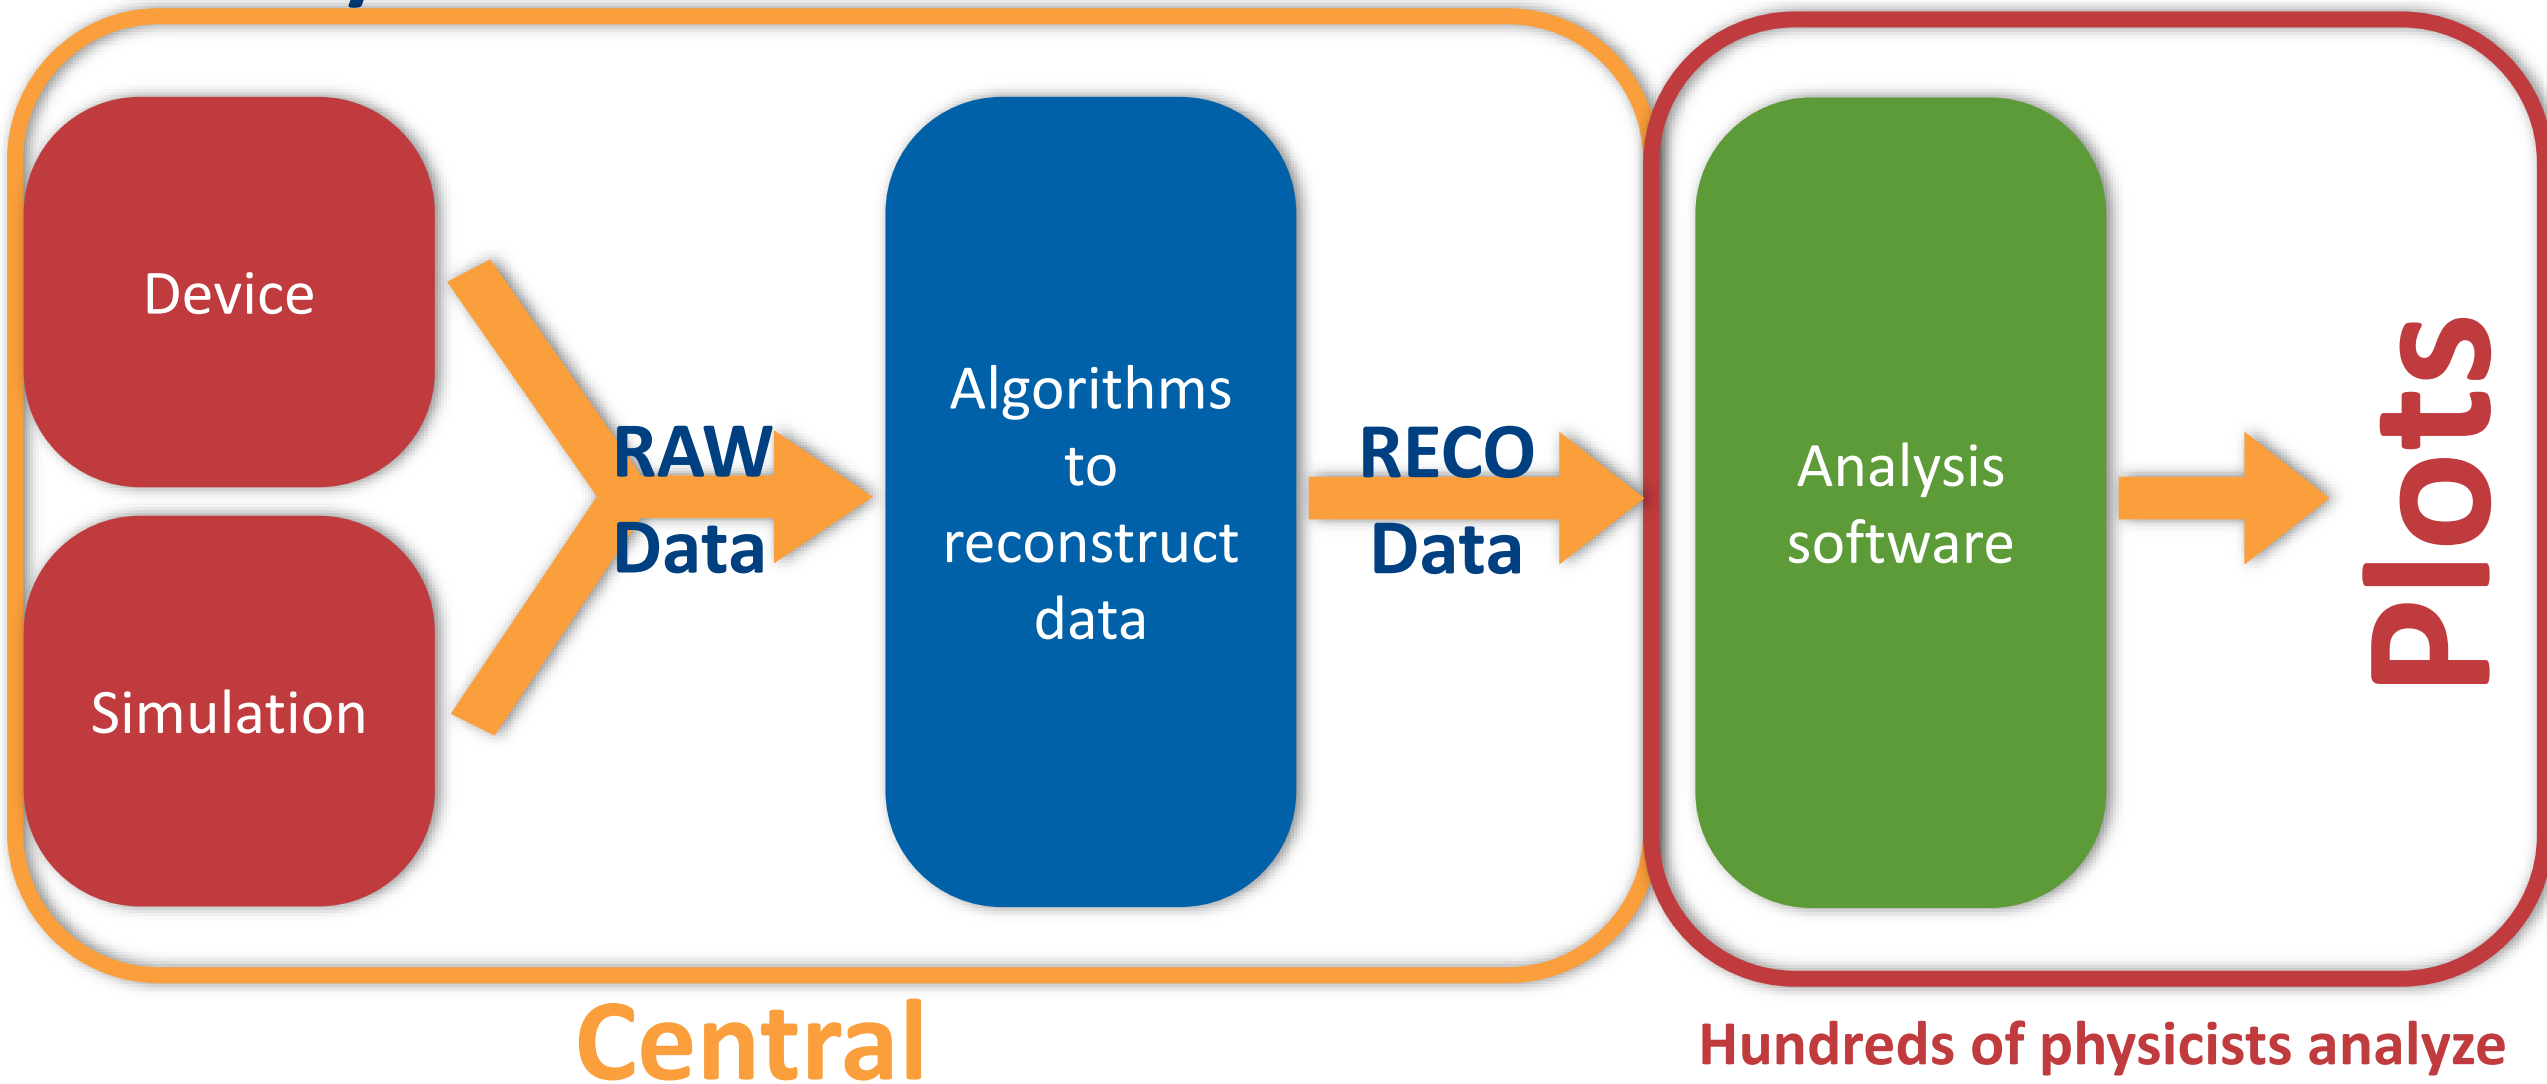 Device
Simulation
RAW
Data
Algorithms
to
reconstruct
data
RECO
Data
Analysis
software
Plots
Central
Hundreds of physicists analyze